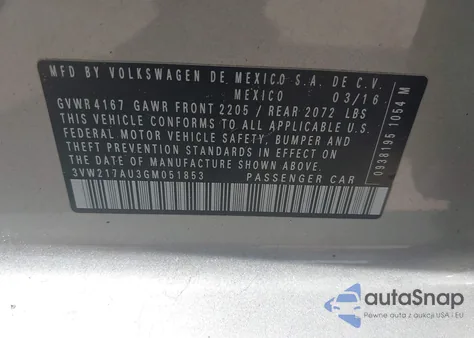 MFD BY VOLKSWAGEN DE MEXICO S.A. DE C.V.
MEXICO 03/16
GVWR 4167 GAWR FRONT 2205 / REAR 2072 LBS
THIS VEHICLE CONFORMS TO ALL APPLICABLE U.S.
FEDERAL MOTOR VEHICLE SAFETY, BUMPER AND
THEFT PREVENTION STANDARDS IN EFFECT ON THE
DATE OF MANUFACTURE SHOWN ABOVE.
3VW217AU3GM051853 PASSENGER CAR
0938195 1054 M
autoSnap
Pewne auta z aukcji USA i EU